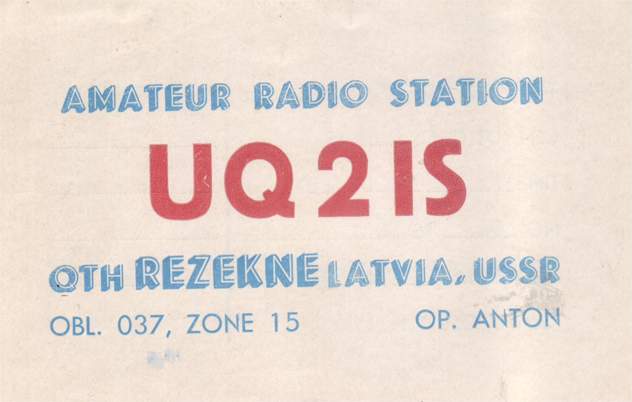 AMATEUR RADIO STATION
UQ2IS
QTH REZEKNE LATVIA, USSR
OBL. 037, ZONE 15 OP. ANTON